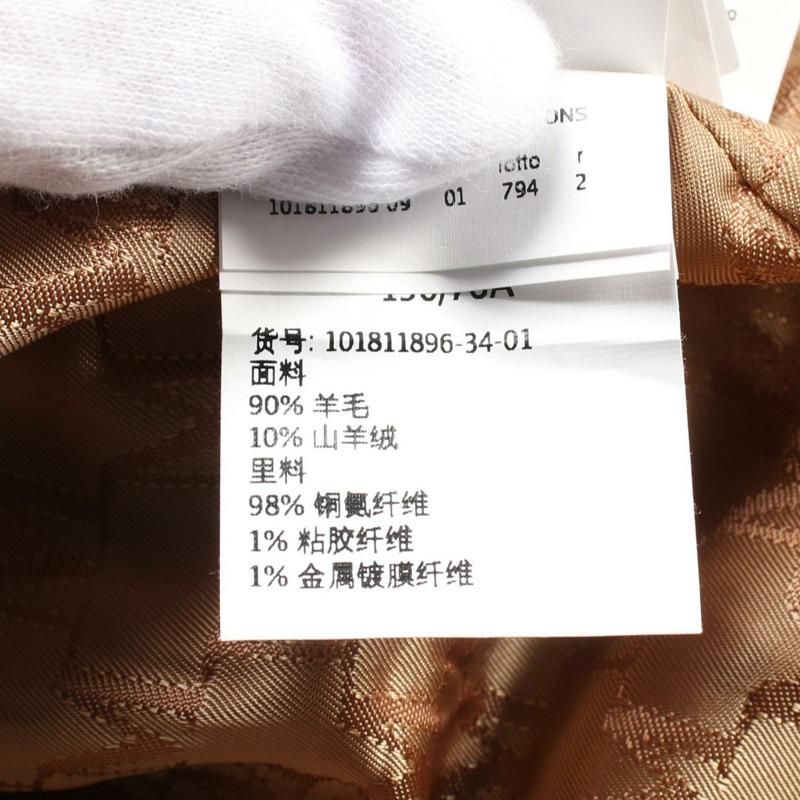 ONS
lotto
01 794 2
货号: 101811896-34-01
面料
90% 羊毛
10% 山羊绒
里料
98% 铜氨纤维
1% 粘胶纤维
1% 金属镀膜纤维